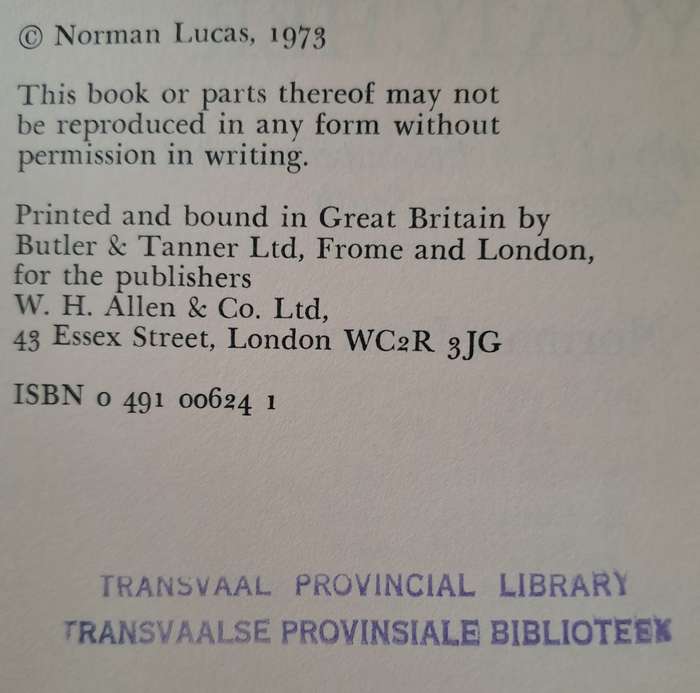 © Norman Lucas, 1973
This book or parts thereof may not
be reproduced in any form without
permission in writing.
Printed and bound in Great Britain by
Butler & Tanner Ltd, Frome and London,
for the publishers
W. H. Allen & Co. Ltd,
43 Essex Street, London WC2R 3JG
ISBN 0 491 00624 1
TRANSVAAL PROVINCIAL LIBRARY
TRANSVAALSE PROVINSIALE BIBLIOTEEK